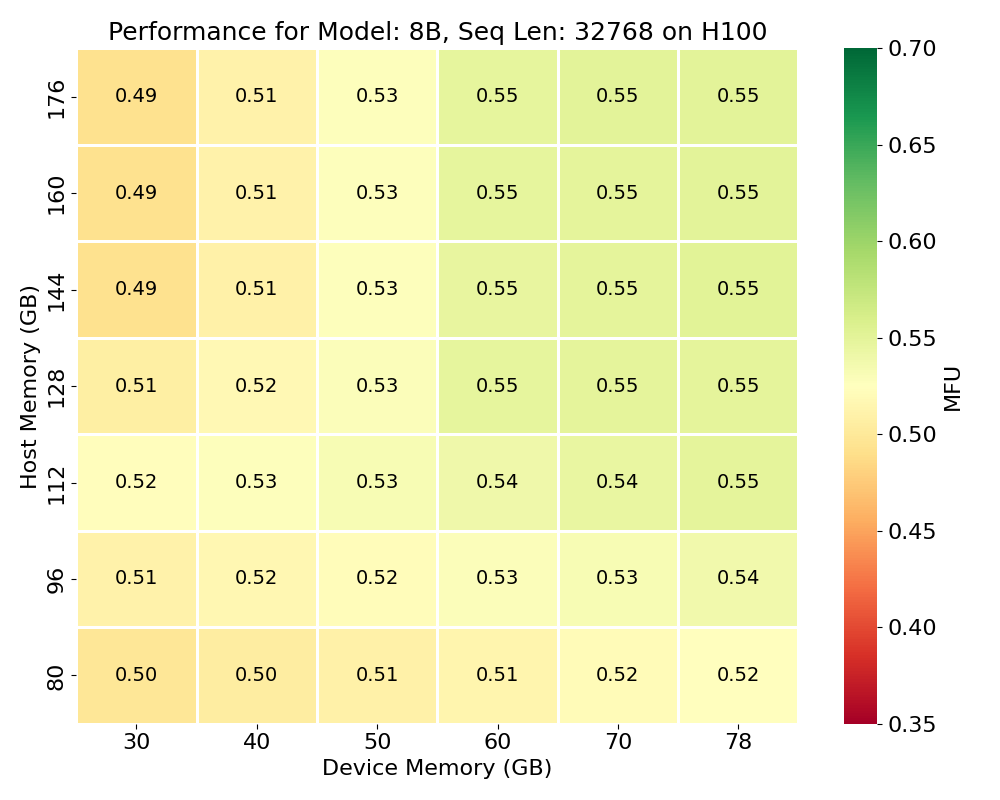 Performance for Model: 8B, Seq Len: 32768 on H100
176 0.49 0.51 0.53 0.55 0.55 0.55
160 0.49 0.51 0.53 0.55 0.55 0.55
144 0.49 0.51 0.53 0.55 0.55 0.55
128 0.51 0.52 0.53 0.55 0.55 0.55
112 0.52 0.53 0.53 0.54 0.54 0.55
96 0.51 0.52 0.52 0.53 0.53 0.54
80 0.50 0.50 0.51 0.51 0.52 0.52
30 40 50 60 70 78
Device Memory (GB)
Host Memory (GB)
0.70
0.65
0.60
0.55
0.50
0.45
0.40
0.35
MFU